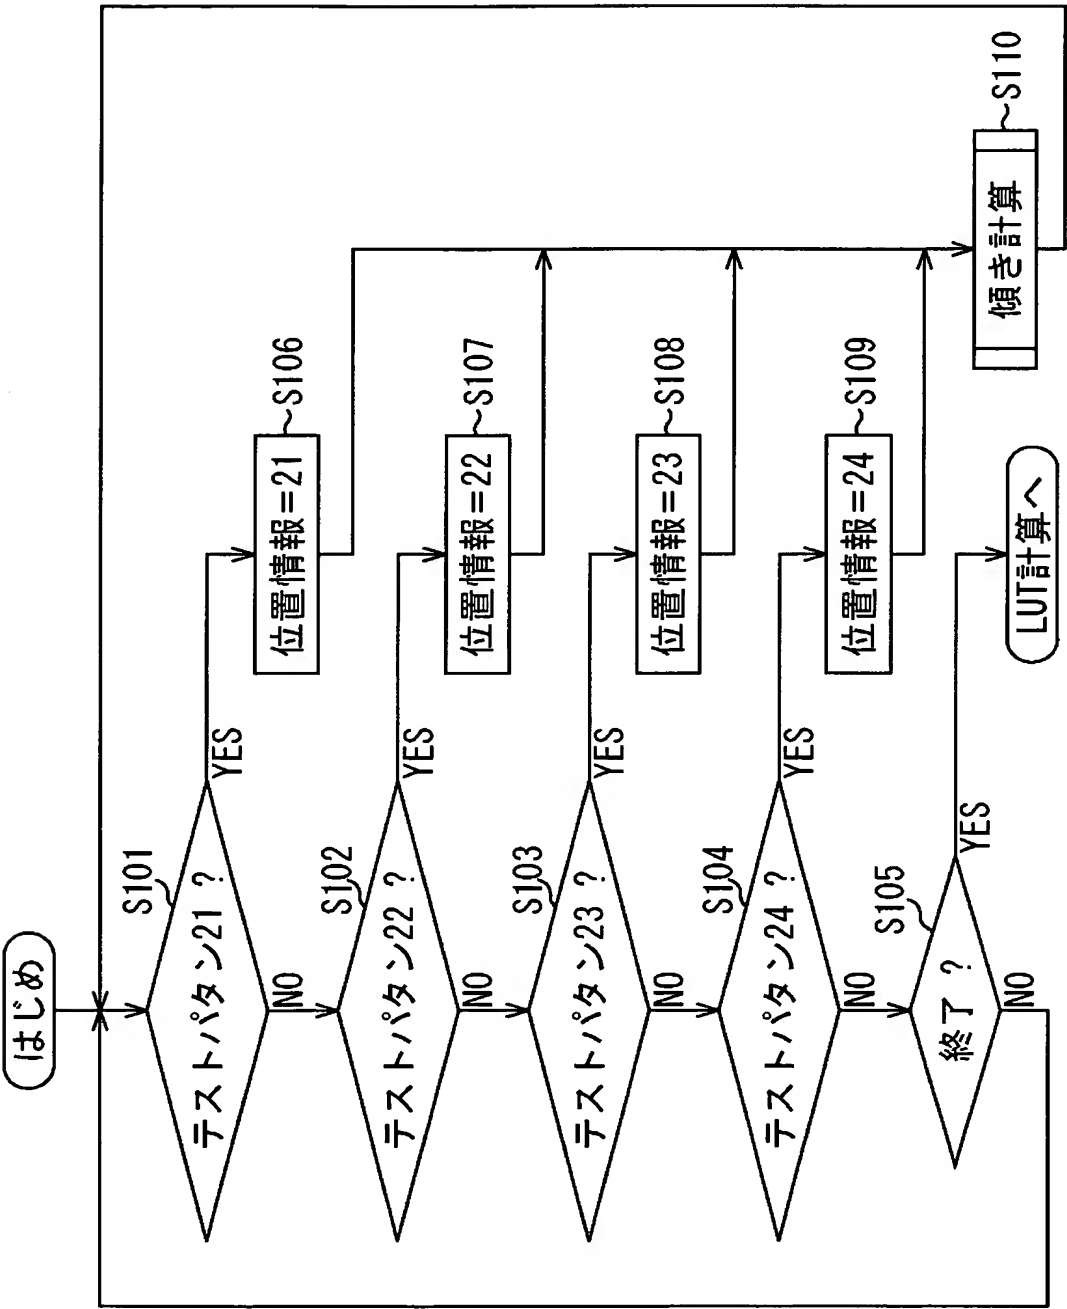 はじめ
S101
テストパタン21 ?
YES
NO
位置情報=21
S106
S102
テストパタン22 ?
YES
NO
位置情報=22
S107
S103
テストパタン23 ?
YES
NO
位置情報=23
S108
S104
テストパタン24 ?
YES
NO
位置情報=24
S109
S105
終了 ?
YES
NO
傾き計算
S110
LUT計算へ